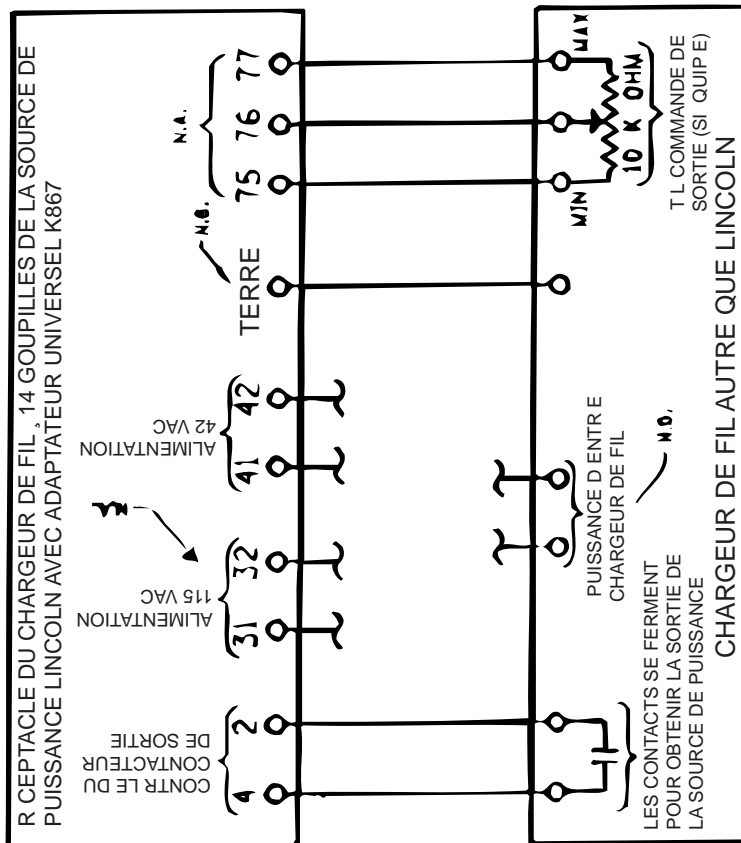 R CEPTACLE DU CHARGEUR DE FIL , 14 GOUPILLES DE LA SOURCE DE
PUISSANCE LINCOLN AVEC ADAPTATEUR UNIVERSEL K867
N.A.
77
76
75
TERRE
42
41
42 VAC
ALIMENTATION
32
31
115 VAC
ALIMENTATION
2
4
CONTR LE DU
CONTACTEUR
DE SORTIE
MAX
10 K OHM
MIN
T L COMMANDE DE
SORTIE (SI QUIP E)
PUISSANCE D ENTR E
CHARGEUR DE FIL
LES CONTACTS SE FERMENT
POUR OBTENIR LA SORTIE DE
LA SOURCE DE PUISSANCE
CHARGEUR DE FIL AUTRE QUE LINCOLN